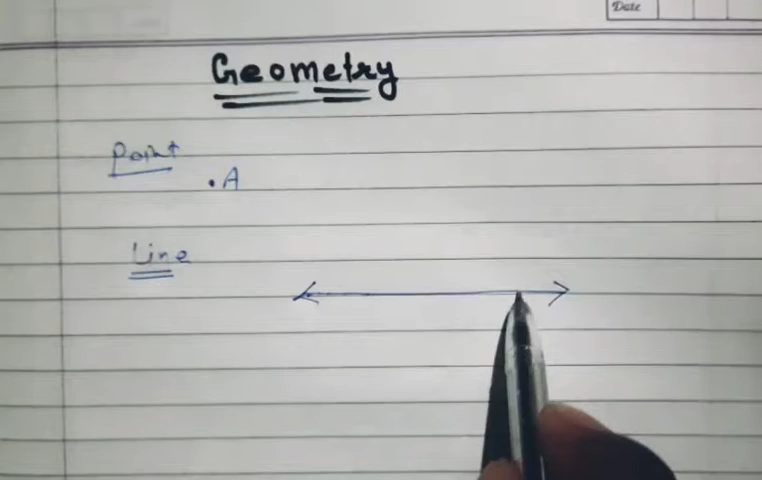 Date
Geometry
Point
.A
Line